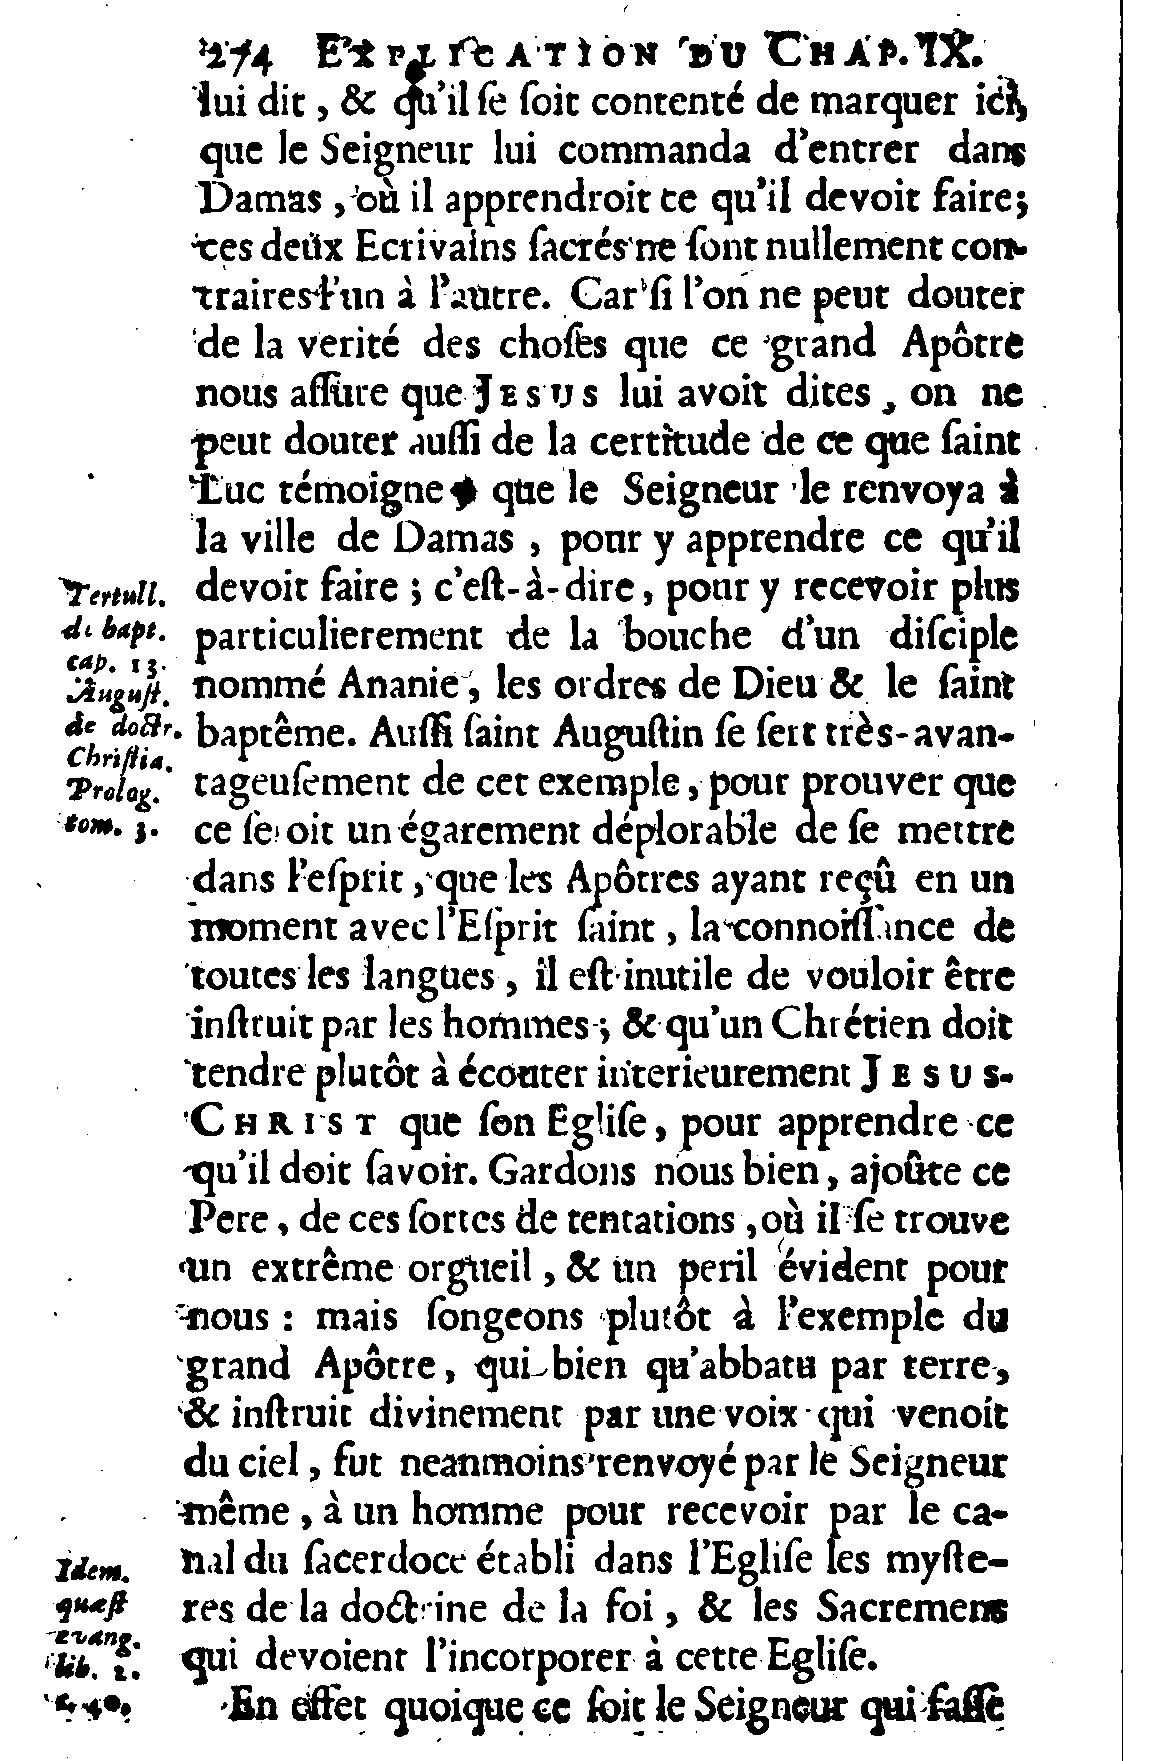 274 EXPLICATION DU CHAP. IX.
lui dit, & qu'il ſe ſoit contenté de marquer ici,
que le Seigneur lui commanda d'entrer dans
Damas, où il apprendroit ce qu'il devoit faire;
ces deux Ecrivains ſacrés ne ſont nullement con-
traires l'un à l'autre. Car ſi l'on ne peut douter
de la verité des choſes que ce grand Apôtre
nous aſſure que JESUS lui avoit dites, on ne
peut douter auſſi de la certitude de ce que ſaint
Luc témoigne, que le Seigneur le renvoya à
la ville de Damas, pour y apprendre ce qu'il
devoit faire; c'eſt-à-dire, pour y recevoir plus
particulierement de la bouche d'un diſciple
nommé Ananie, les ordres de Dieu & le ſaint
baptême. Auſſi ſaint Auguſtin ſe ſert très-avan-
tageuſement de cet exemple, pour prouver que
ce ſeroit un égarement déplorable de ſe mettre
dans l'eſprit, que les Apôtres ayant reçû en un
moment avec l'Eſprit ſaint, la connoiſſance de
toutes les langues, il eſt inutile de vouloir être
inſtruit par les hommes; & qu'un Chrétien doit
tendre plutôt à écouter interieurement JESUS-
CHRIST que ſon Egliſe, pour apprendre ce
qu'il doit ſavoir. Gardons nous bien, ajoûte ce
Pere, de ces ſortes de tentations, où il ſe trouve
un extrême orgueil, & un peril évident pour
nous: mais ſongeons plutôt à l'exemple du
grand Apôtre, qui bien qu'abbatu par terre,
& inſtruit divinement par une voix qui venoit
du ciel, fut neanmoins renvoyé par le Seigneur
même, à un homme pour recevoir par le ca-
nal du ſacerdoce établi dans l'Egliſe les myſte-
res de la doctrine de la foi, & les Sacremens
qui devoient l'incorporer à cette Egliſe.
En effet quoique ce ſoit le Seigneur qui faſſe
Tertull.
de bapt.
cap. 13.
Auguſt.
de doctr.
Chriſtia.
Prolog.
tom. 3.
Idem.
quæſt
evang.
lib. 2.
40.